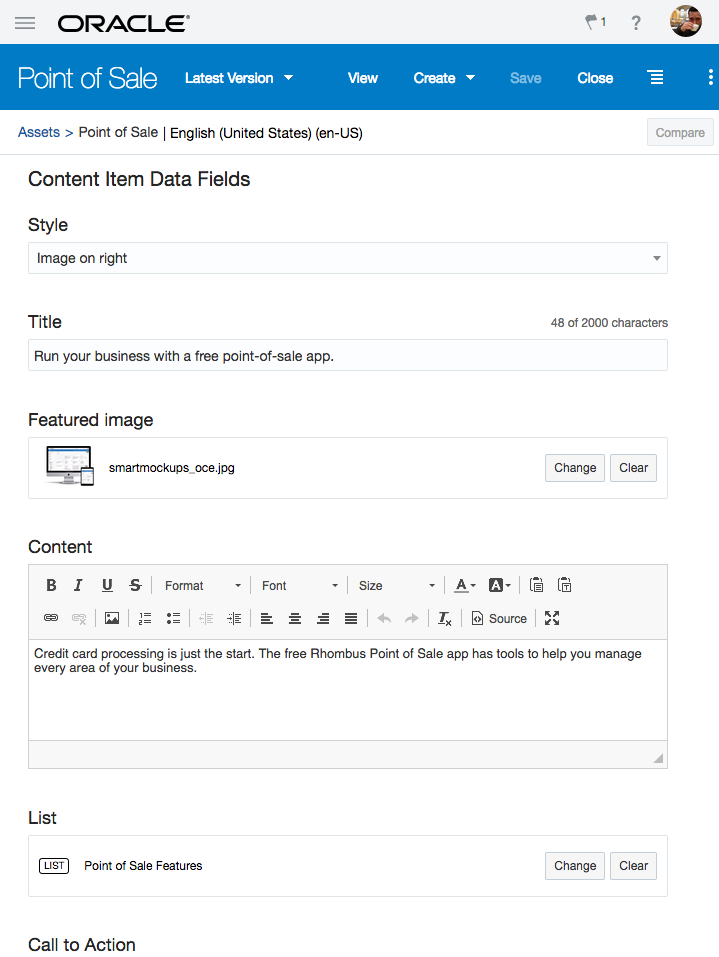 ORACLE®
1 ?
Point of Sale Latest Version View Create Save Close
Assets > Point of Sale | English (United States) (en-US) Compare
Content Item Data Fields
Style
Image on right
Title 48 of 2000 characters
Run your business with a free point-of-sale app.
Featured image
smartmockups_oce.jpg Change Clear
Content
B I U S Format Font Size A A
Source
Credit card processing is just the start. The free Rhombus Point of Sale app has tools to help you manage
every area of your business.
List
LIST Point of Sale Features Change Clear
Call to Action